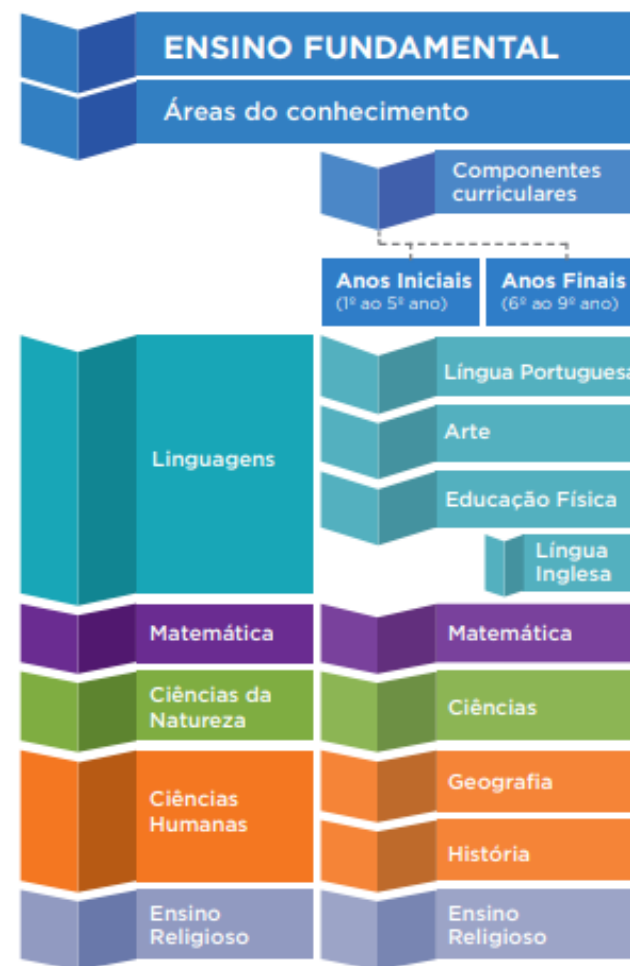 ENSINO FUNDAMENTAL
Áreas do conhecimento
Componentes
curriculares
Anos Iniciais
(1º ao 5º ano)
Anos Finais
(6º ao 9º ano)
Linguagens
Língua Portuguesa
Arte
Educação Física
Língua
Inglesa
Matemática
Matemática
Ciências da
Natureza
Ciências
Ciências
Humanas
Geografia
História
Ensino
Religioso
Ensino
Religioso